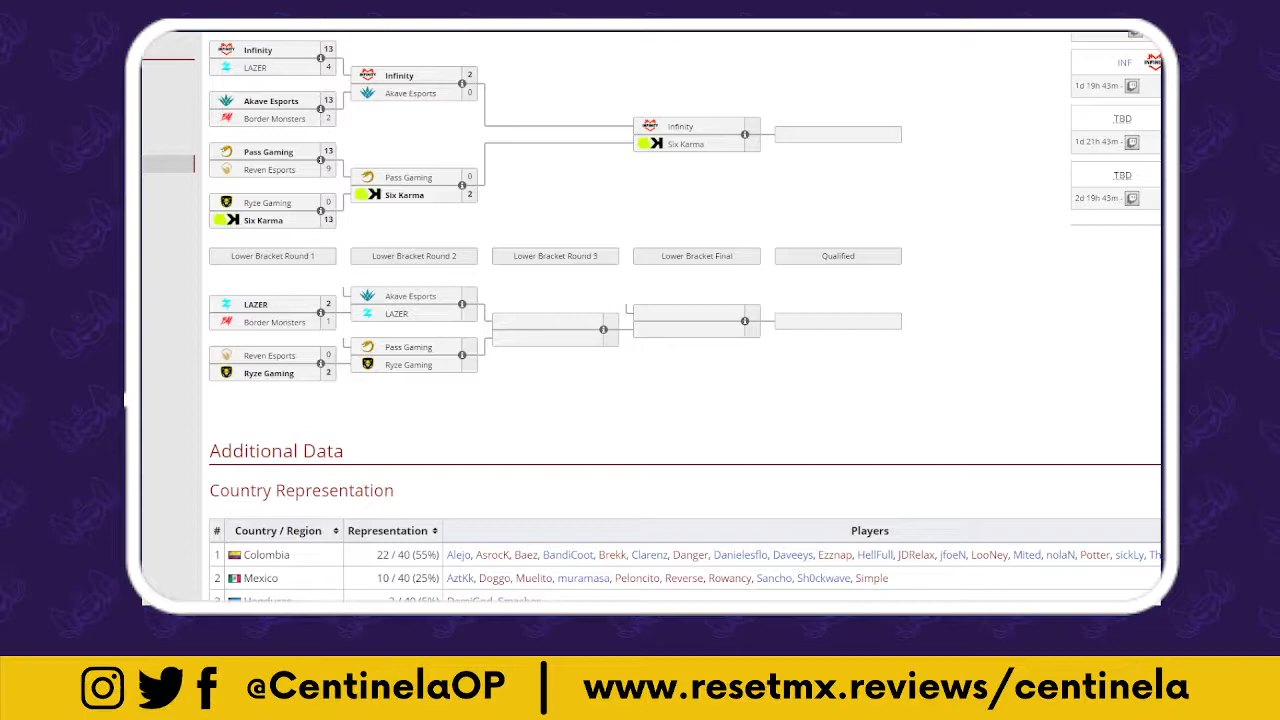 Infinity 13
LAZER 4
Akave Esports 13
Border Monsters 2
Pass Gaming 13
Reven Esports 9
Ryze Gaming 0
Six Karma 13
Infinity 2
Akave Esports 0
Pass Gaming 0
Six Karma 2
Infinity
Six Karma
INF
1d 19h 43m -
TBD
1d 21h 43m -
TBD
2d 19h 43m -
Lower Bracket Round 1
Lower Bracket Round 2
Lower Bracket Round 3
Lower Bracket Final
Qualified
LAZER 2
Border Monsters 1
Reven Esports 0
Ryze Gaming 2
Akave Esports
LAZER
Pass Gaming
Ryze Gaming
Additional Data
Country Representation
# Country / Region Representation Players
1 Colombia 22 / 40 (55%) Alejo, AsrocK, Baez, BandiCoot, Brekk, Clarenz, Danger, Danielesflo, Daveeys, Ezznap, HellFull, JDRelax, jfoeN, LooNey, Mited, nolaN, Potter, sickLy, Th
2 Mexico 10 / 40 (25%) AztKk, Doggo, Muelito, muramasa, Peloncito, Reverse, Rowancy, Sancho, Sh0ckwave, Simple
@CentinelaOP | www.resetmx.reviews/centinela